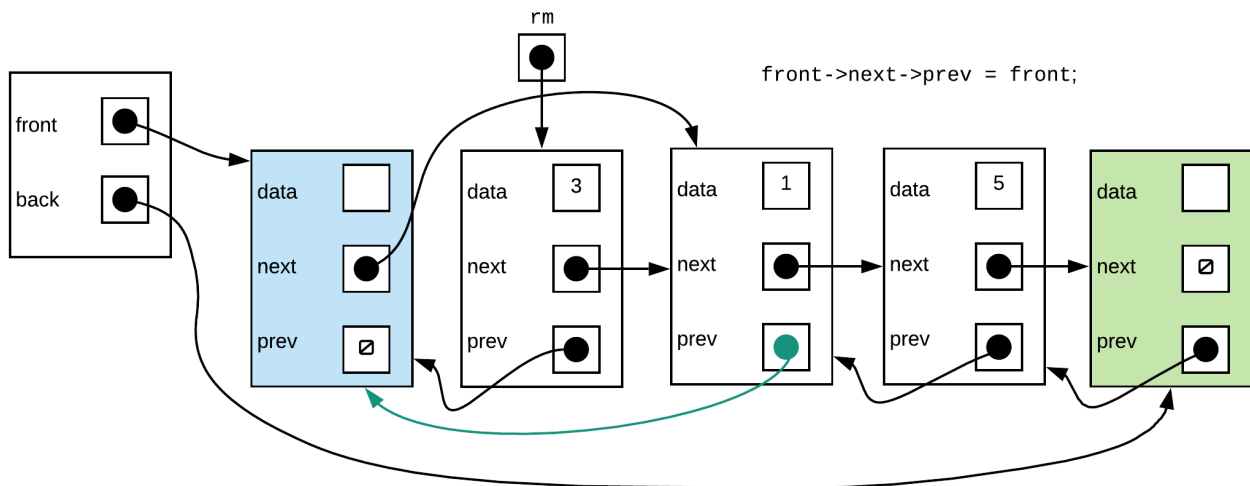 rm
front->next->prev = front;
front
back
data
next
prev
data 3
next
prev
data 1
next
prev
data 5
next
prev
data
next
prev